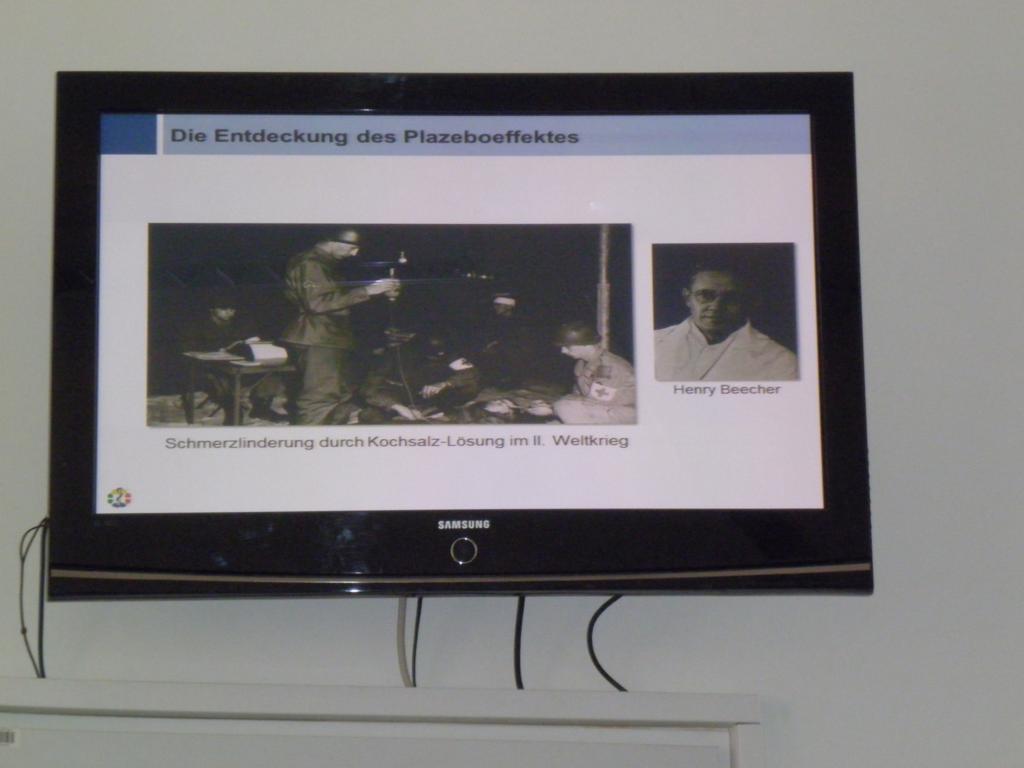 Die Entdeckung des Plazeboeffektes
Henry Beecher
Schmerzlinderung durch Kochsalz-Lösung im II. Weltkrieg
SAMSUNG